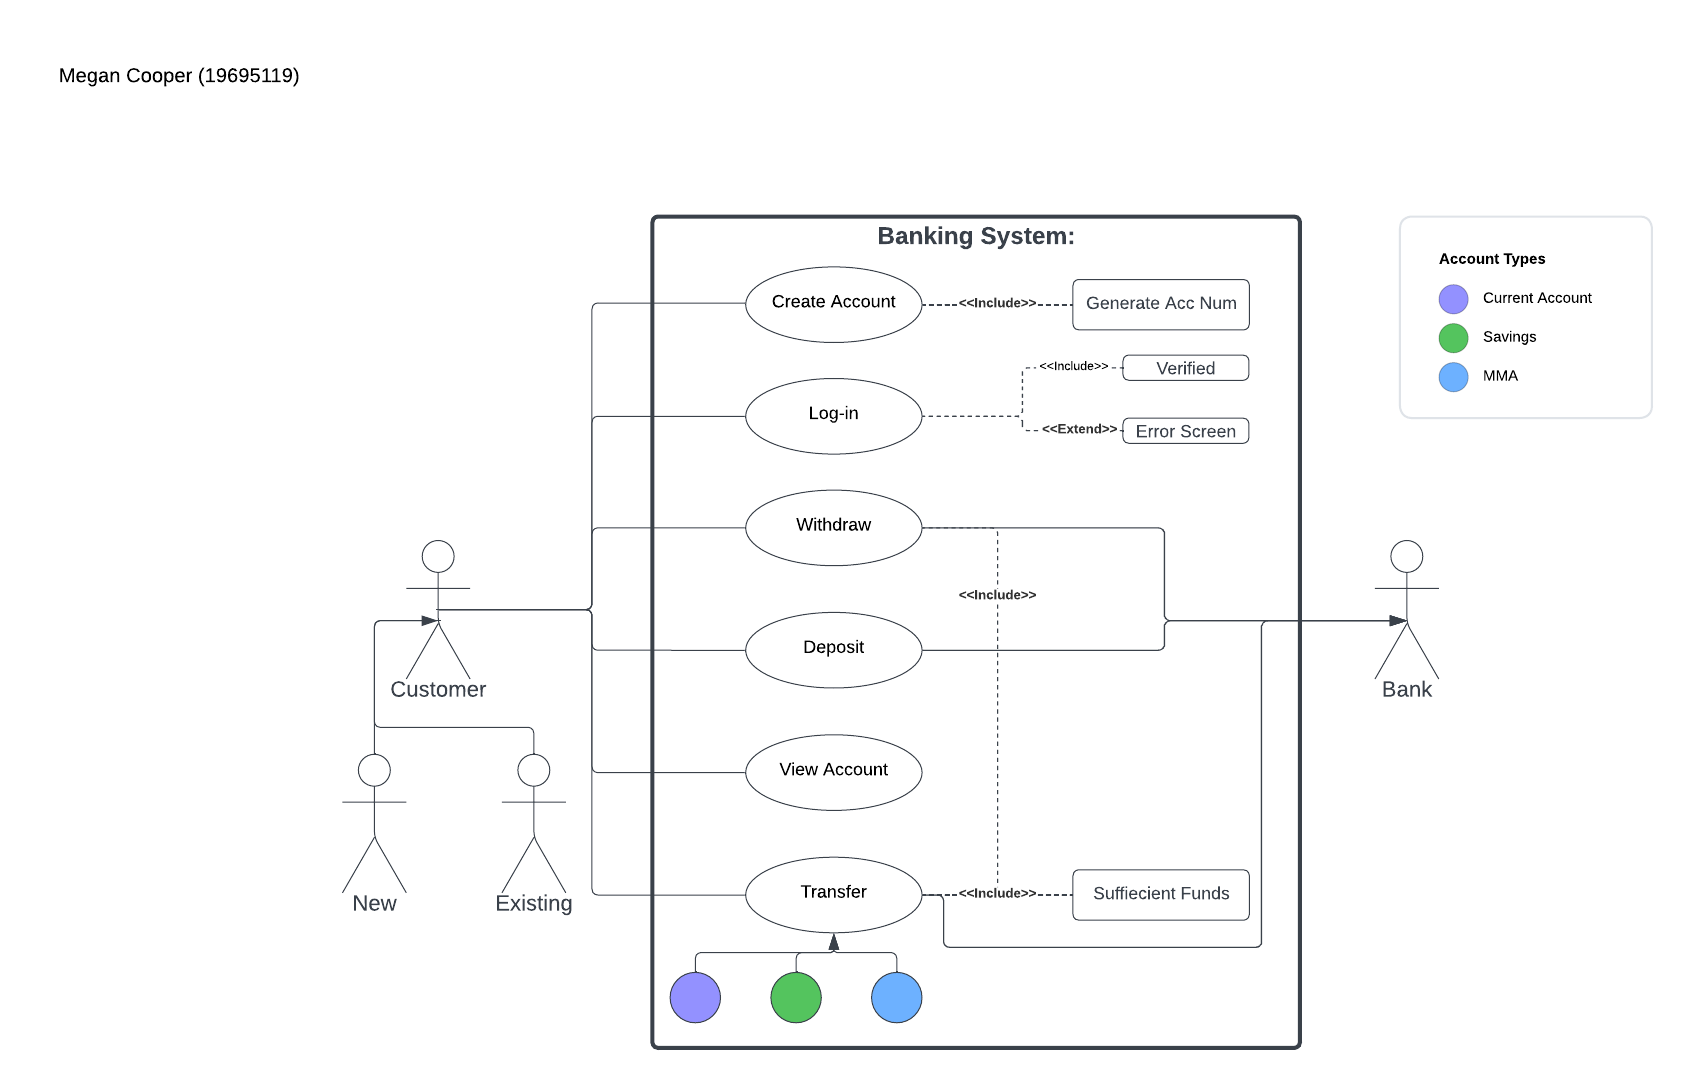 Megan Cooper (19695119)
Banking System:
Create Account
<<Include>>
Generate Acc Num
Log-in
<<Include>>
Verified
<<Extend>>
Error Screen
Withdraw
<<Include>>
Deposit
View Account
Transfer
<<Include>>
Suffiecient Funds
Customer
New
Existing
Bank
Account Types
Current Account
Savings
MMA